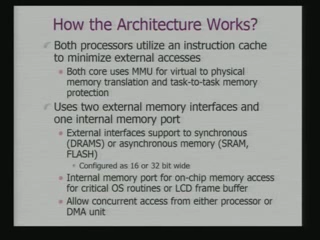 How the Architecture Works?
Both processors utilize an instruction cache
to minimize external accesses
Both core uses MMU for virtual to physical
memory translation and task-to-task memory
protection
Uses two external memory interfaces and
one internal memory port
External interfaces support to synchronous
(DRAMS) or asynchronous memory (SRAM,
FLASH)
Configured as 16 or 32 bit wide
Internal memory port for on-chip memory access
for critical OS routines or LCD frame buffer
Allow concurrent access from either processor or
DMA unit